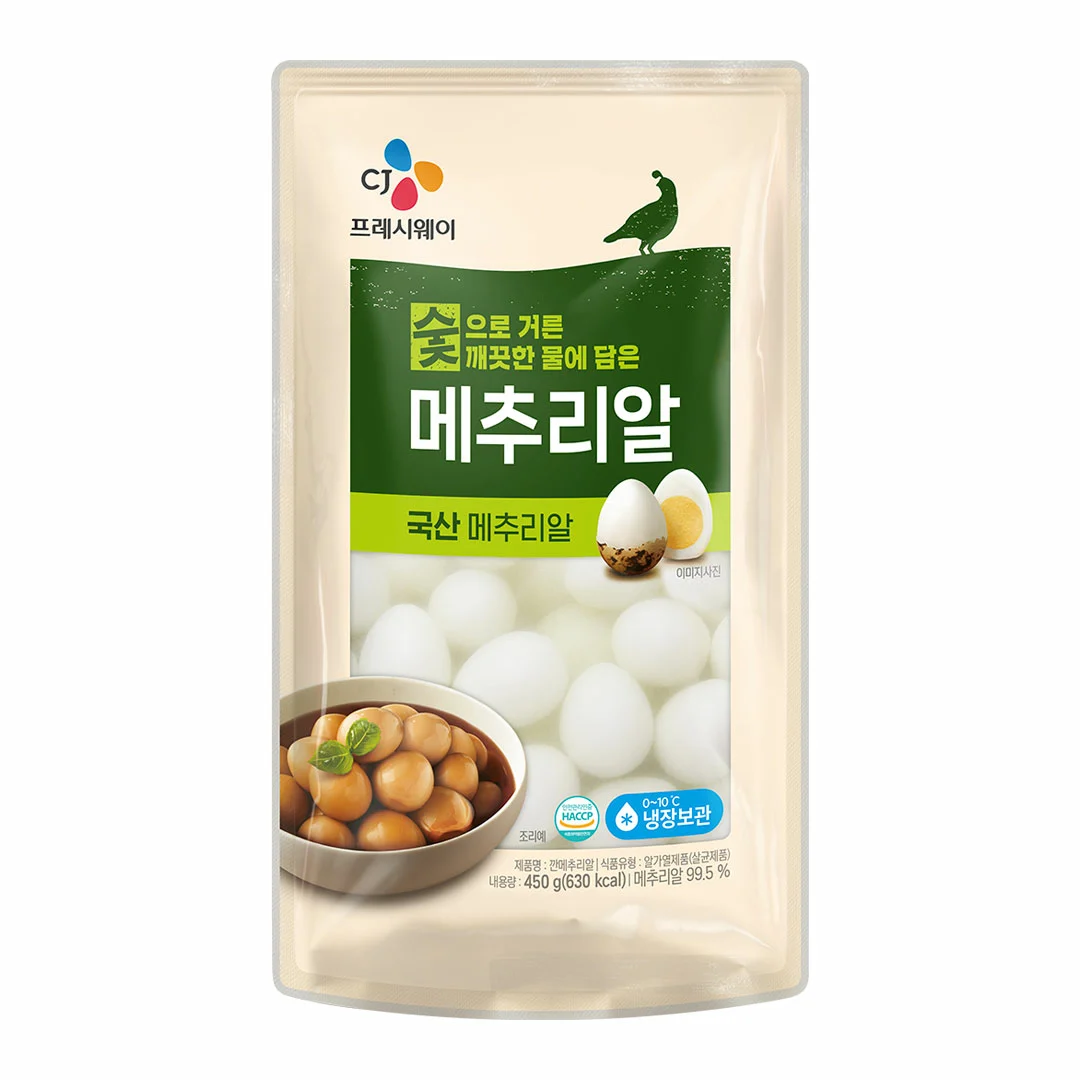 CJ
프레시웨이
숯으로 거른
깨끗한 물에 담은
메추리알
국산 메추리알
이미지사진
HACCP
0~10℃
냉장보관
조리예
제품명 : 깐메추리알 | 식품유형 : 알가열제품(살균제품)
내용량 : 450 g(630 kcal) | 메추리알 99.5 %